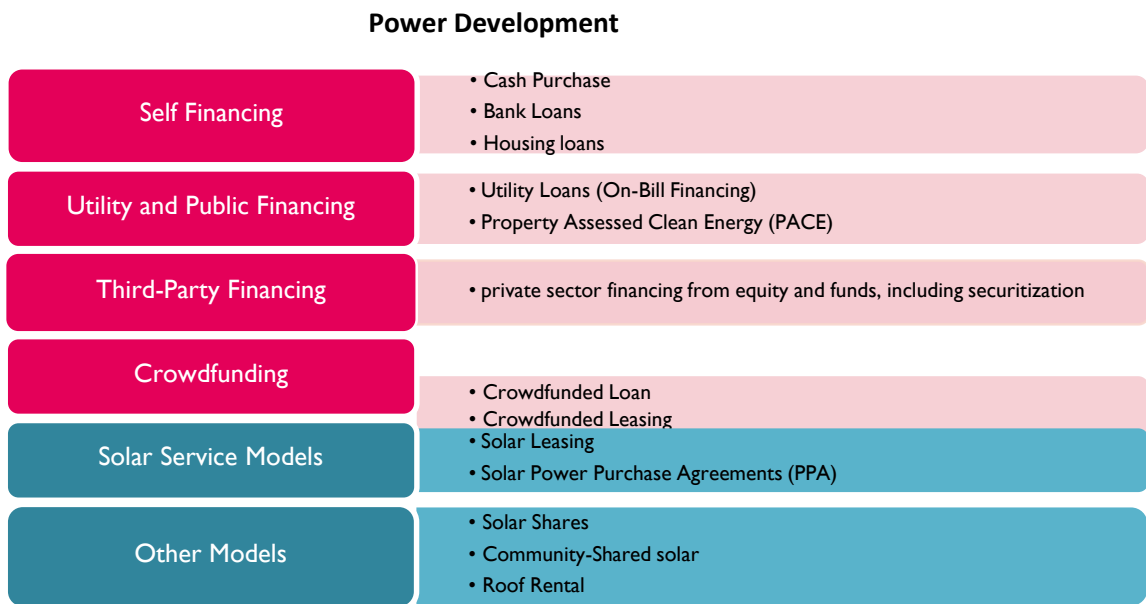 Power Development
Self Financing
• Cash Purchase
• Bank Loans
• Housing loans
Utility and Public Financing
• Utility Loans (On-Bill Financing)
• Property Assessed Clean Energy (PACE)
Third-Party Financing
• private sector financing from equity and funds, including securitization
Crowdfunding
• Crowdfunded Loan
• Crowdfunded Leasing
Solar Service Models
• Solar Leasing
• Solar Power Purchase Agreements (PPA)
Other Models
• Solar Shares
• Community-Shared solar
• Roof Rental